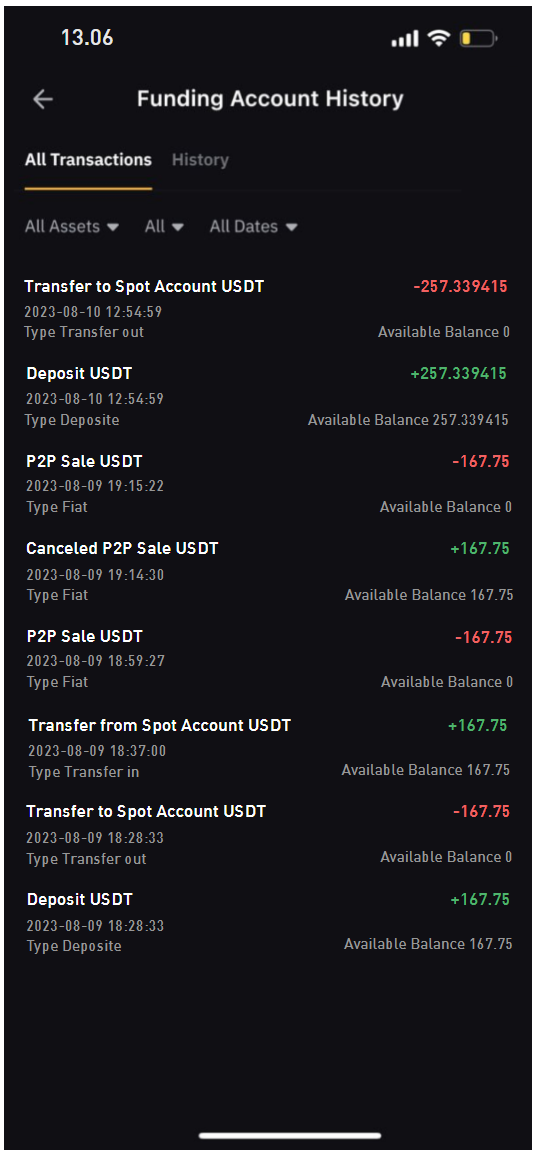 13.06
Funding Account History
All Transactions History
All Assets All All Dates
Transfer to Spot Account USDT -257.339415
2023-08-10 12:54:59
Type Transfer out Available Balance 0
Deposit USDT +257.339415
2023-08-10 12:54:59
Type Deposite Available Balance 257.339415
P2P Sale USDT -167.75
2023-08-09 19:15:22
Type Fiat Available Balance 0
Canceled P2P Sale USDT +167.75
2023-08-09 19:14:30
Type Fiat Available Balance 167.75
P2P Sale USDT -167.75
2023-08-09 18:59:27
Type Fiat Available Balance 0
Transfer from Spot Account USDT +167.75
2023-08-09 18:37:00
Type Transfer in Available Balance 167.75
Transfer to Spot Account USDT -167.75
2023-08-09 18:28:33
Type Transfer out Available Balance 0
Deposit USDT +167.75
2023-08-09 18:28:33
Type Deposite Available Balance 167.75